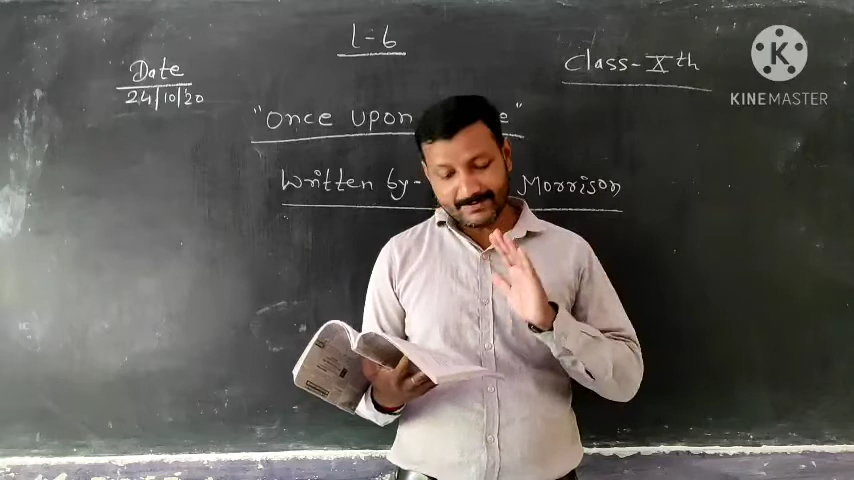 L-6
Date
24/10/20
Class-Xth
"Once upon e"
Written by- Morrison
K
KINEMASTER